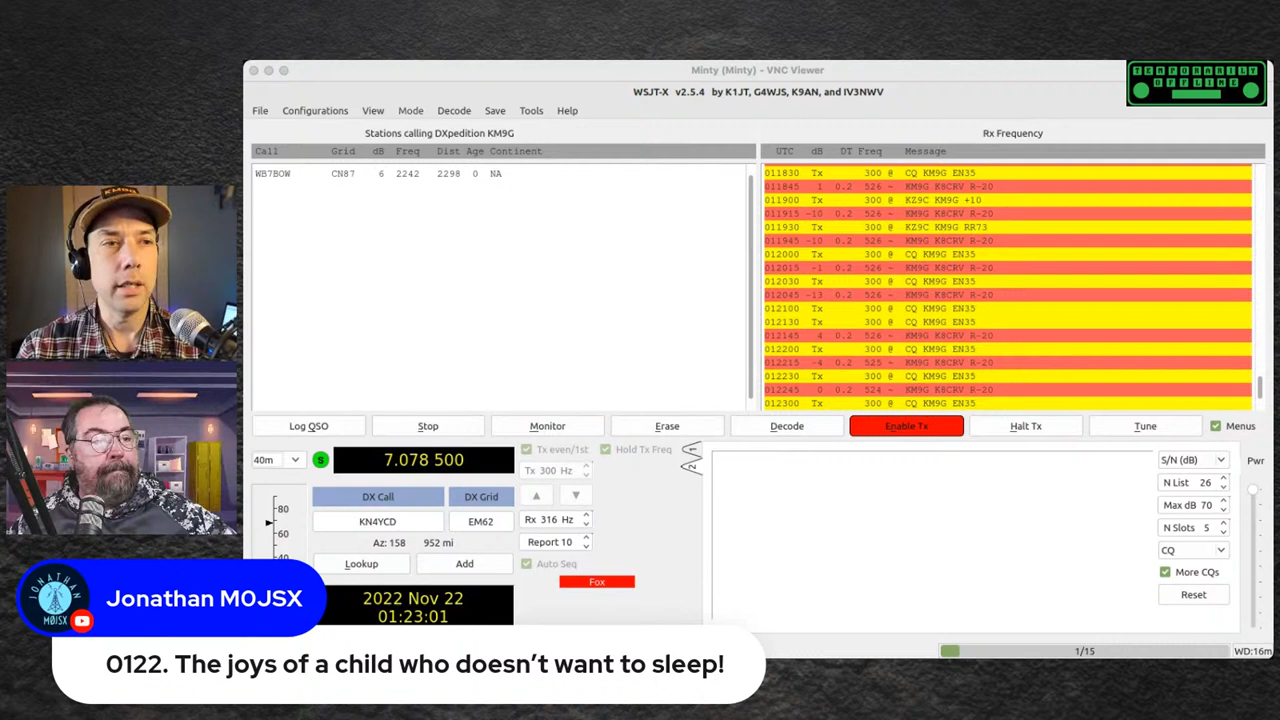 Minty (Minty) - VNC Viewer
TEMPORARILY
OFFLINE
WSJT-X v2.5.4 by K1JT, G4WJS, K9AN, and IV3NWV
File Configurations View Mode Decode Save Tools Help
Stations calling DXpedition KM9G
Call Grid dB Freq Dist Age Continent
WB7BOW CN87 6 2242 2298 0 NA
Rx Frequency
UTC dB DT Freq Message
011830 Tx 300 @ CQ KM9G EN35
011845 1 0.2 526 ~ KM9G K8CRV R-20
011900 Tx 300 @ KZ9C KM9G +10
011915 -10 0.2 526 ~ KM9G K8CRV R-20
011930 Tx 300 @ KZ9C KM9G RR73
011945 -10 0.2 526 ~ KM9G K8CRV R-20
012000 Tx 300 @ CQ KM9G EN35
012015 -1 0.2 526 ~ KM9G K8CRV R-20
012030 Tx 300 @ CQ KM9G EN35
012045 -13 0.2 526 ~ KM9G K8CRV R-20
012100 Tx 300 @ CQ KM9G EN35
012130 Tx 300 @ CQ KM9G EN35
012145 4 0.2 526 ~ KM9G K8CRV R-20
012200 Tx 300 @ CQ KM9G EN35
012215 -4 0.2 525 ~ KM9G K8CRV R-20
012230 Tx 300 @ CQ KM9G EN35
012245 0 0.2 524 ~ KM9G K8CRV R-20
012300 Tx 300 @ CQ KM9G EN35
Log QSO Stop Monitor Erase Decode Enable Tx Halt Tx Tune Menus
40m S 7.078 500
Tx even/1st Hold Tx Freq
Tx 300 Hz
DX Call DX Grid
KN4YCD EM62
Rx 316 Hz
Az: 158 952 mi
Report 10
Lookup Add
Auto Seq
Fox
80
60
40
2022 Nov 22
01:23:01
1
2
S/N (dB) Pwr
N List 26
Max dB 70
N Slots 5
CQ
More CQs
Reset
1/15 WD:16m
JONATHAN
M0JSX
Jonathan M0JSX
0122. The joys of a child who doesn’t want to sleep!